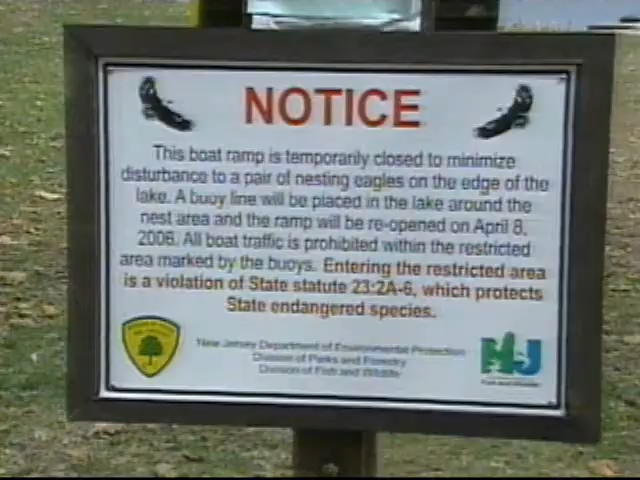 NOTICE
This boat ramp is temporarily closed to minimize
disturbance to a pair of nesting eagles on the edge of the
lake. A buoy line will be placed in the lake around the
nest area and the ramp will be re-opened on April 8,
2006. All boat traffic is prohibited within the restricted
area marked by the buoys. Entering the restricted area
is a violation of State statute 23:2A-6, which protects
State endangered species.
New Jersey Department of Environmental Protection
Division of Parks and Forestry
Division of Fish and Wildlife
NJ
Fish and Wildlife